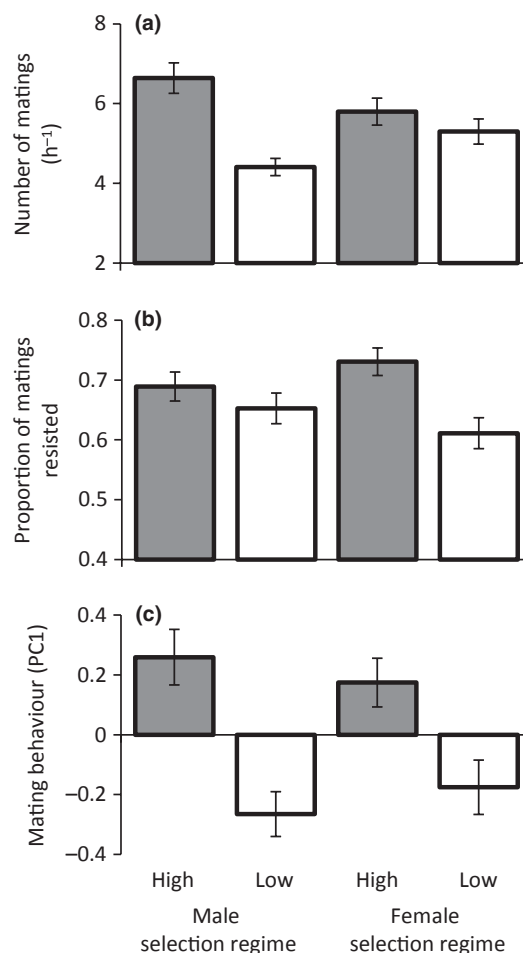 (a)
Number of matings
(h⁻¹)
8
6
4
2
(b)
Proportion of matings
resisted
0.8
0.7
0.6
0.5
0.4
(c)
Mating behaviour (PC1)
0.4
0.2
0
–0.2
–0.4
High Low High Low
Male Female
selection regime selection regime